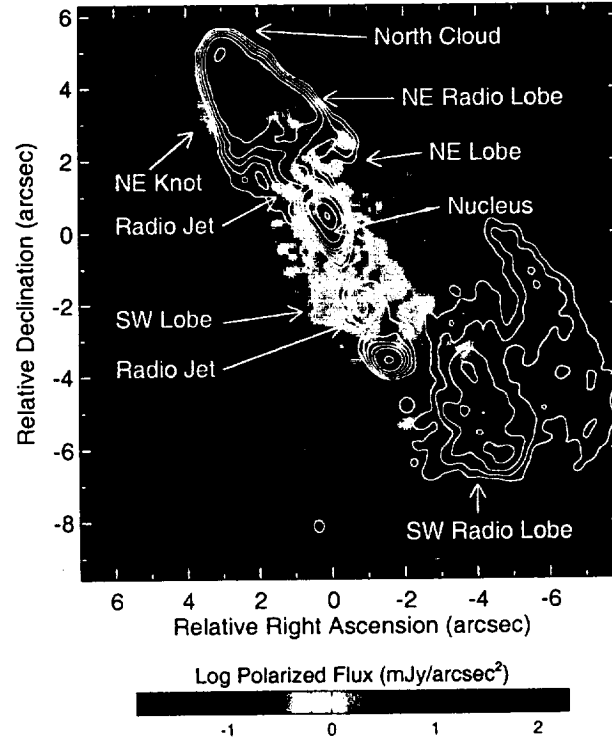 6
North Cloud
4
NE Radio Lobe
NE Lobe
2
NE Knot
Radio Jet
Nucleus
0
-2
SW Lobe
Radio Jet
-4
-6
SW Radio Lobe
-8
Relative Declination (arcsec)
6 4 2 0 -2 -4 -6
Relative Right Ascension (arcsec)
Log Polarized Flux (mJy/arcsec²)
-1 0 1 2